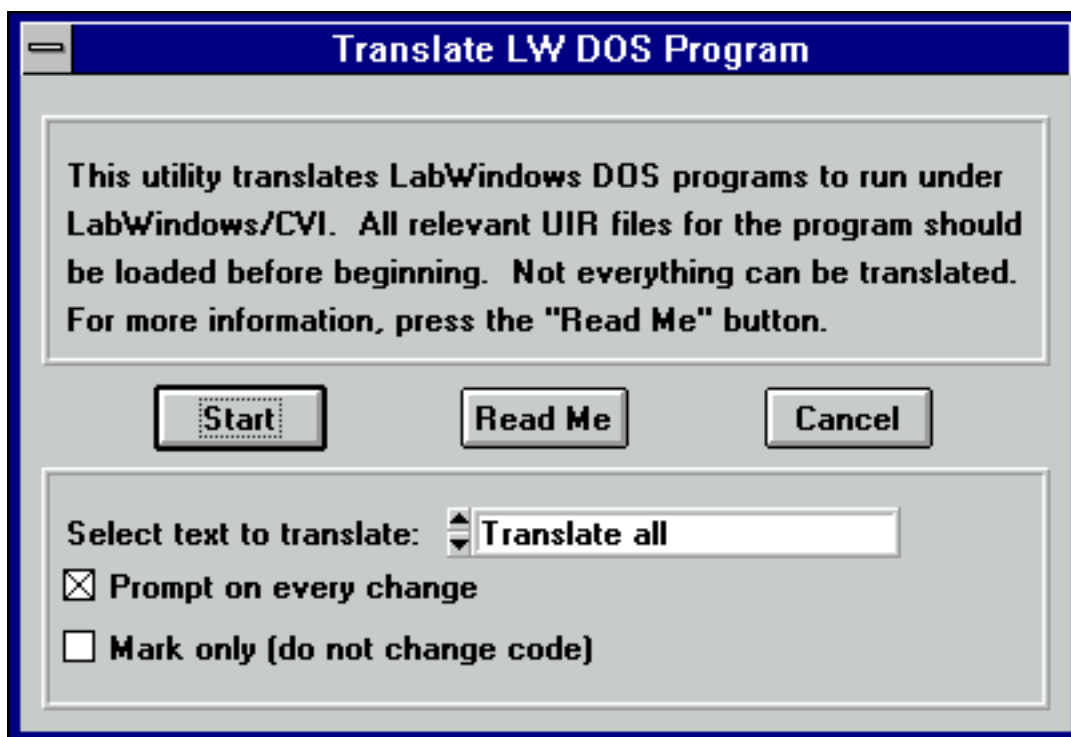 Translate LW DOS Program
This utility translates LabWindows DOS programs to run under
LabWindows/CVI.  All relevant UIR files for the program should
be loaded before beginning.  Not everything can be translated.
For more information, press the "Read Me" button.
Start Read Me Cancel
Select text to translate: Translate all
Prompt on every change
Mark only (do not change code)